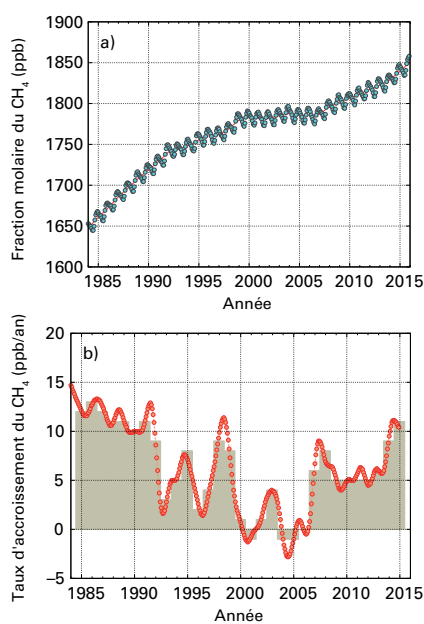 Fraction molaire du CH4 (ppb)
1900
1850
1800
1750
1700
1650
1600
a)
1985 1990 1995 2000 2005 2010 2015
Année
Taux d'accroissement du CH4 (ppb/an)
20
15
10
5
0
–5
b)
1985 1990 1995 2000 2005 2010 2015
Année